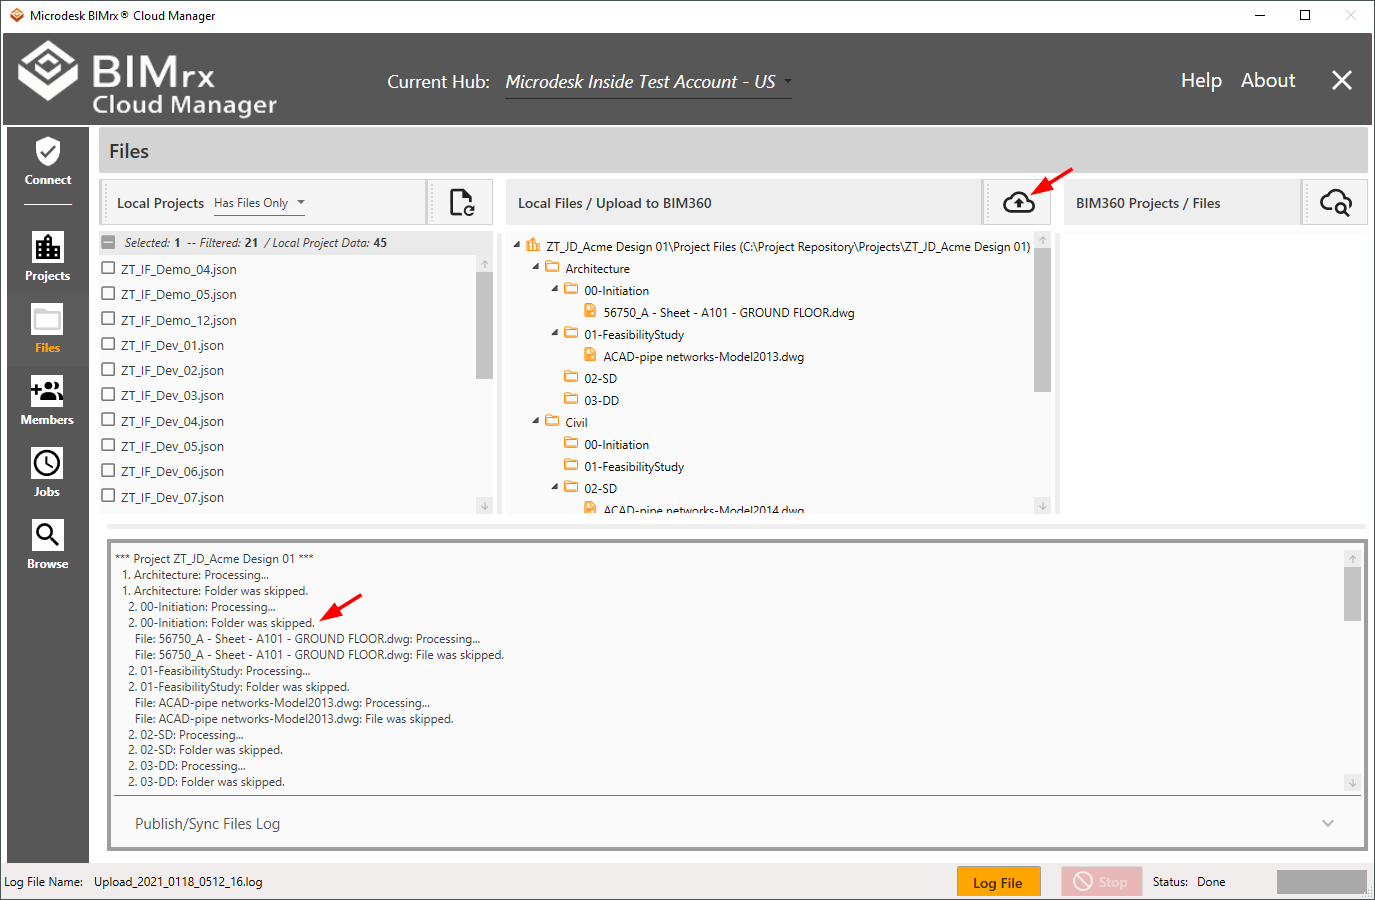 Microdesk BIMrx® Cloud Manager
BIMrx
Cloud Manager
Current Hub: Microdesk Inside Test Account - US
Help About
Connect
Projects
Files
Members
Jobs
Browse
Files
Local Projects Has Files Only
Selected: 1 -- Filtered: 21 / Local Project Data: 45
ZT_IF_Demo_04.json
ZT_IF_Demo_05.json
ZT_IF_Demo_12.json
ZT_IF_Dev_01.json
ZT_IF_Dev_02.json
ZT_IF_Dev_03.json
ZT_IF_Dev_04.json
ZT_IF_Dev_05.json
ZT_IF_Dev_06.json
ZT_IF_Dev_07.json
Local Files / Upload to BIM360
ZT_JD_Acme Design 01\Project Files (C:\Project Repository\Projects\ZT_JD_Acme Design 01)
Architecture
00-Initiation
56750_A - Sheet - A101 - GROUND FLOOR.dwg
01-FeasibilityStudy
ACAD-pipe networks-Model2013.dwg
02-SD
03-DD
Civil
00-Initiation
01-FeasibilityStudy
02-SD
ACAD-pipe networks-Model2014.dwg
BIM360 Projects / Files
*** Project ZT_JD_Acme Design 01 ***
1. Architecture: Processing...
1. Architecture: Folder was skipped.
2. 00-Initiation: Processing...
2. 00-Initiation: Folder was skipped.
File: 56750_A - Sheet - A101 - GROUND FLOOR.dwg: Processing...
File: 56750_A - Sheet - A101 - GROUND FLOOR.dwg: File was skipped.
2. 01-FeasibilityStudy: Processing...
2. 01-FeasibilityStudy: Folder was skipped.
File: ACAD-pipe networks-Model2013.dwg: Processing...
File: ACAD-pipe networks-Model2013.dwg: File was skipped.
2. 02-SD: Processing...
2. 02-SD: Folder was skipped.
2. 03-DD: Processing...
2. 03-DD: Folder was skipped.
Publish/Sync Files Log
Log File Name: Upload_2021_0118_0512_16.log
Log File
Stop
Status: Done